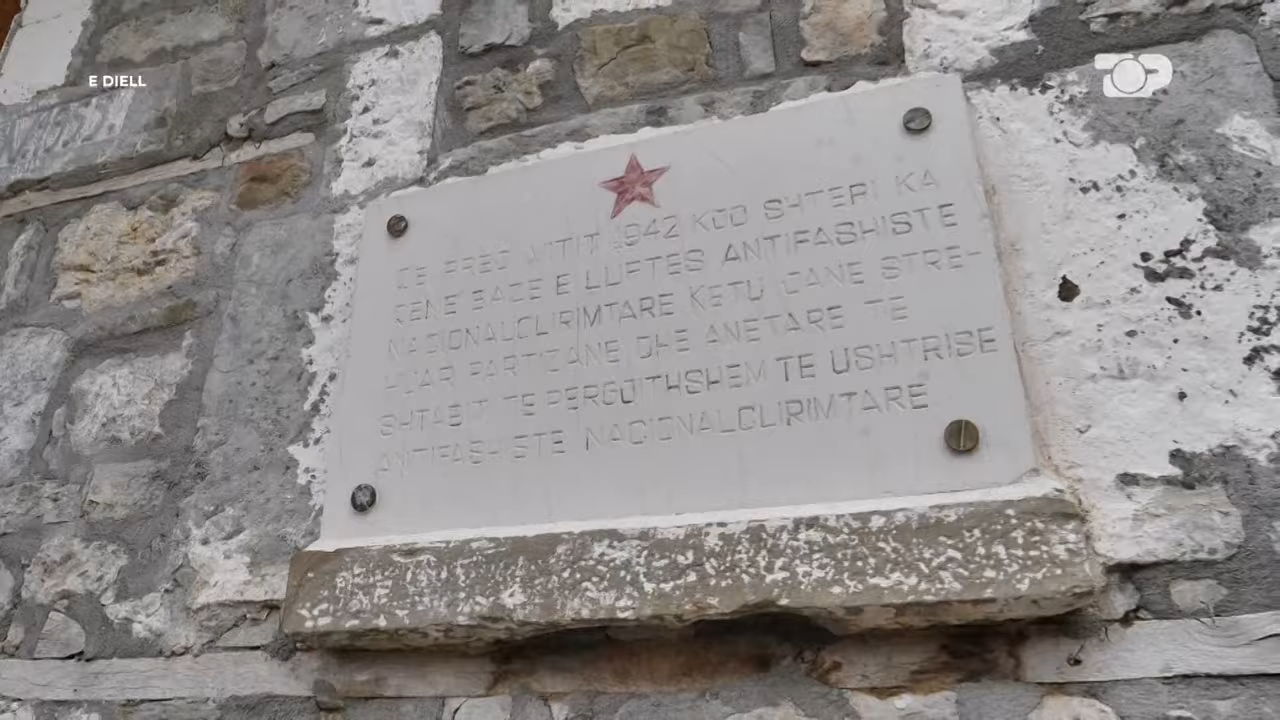 E DIELL
TOP
QE PREJ VITIT 1942 KJO SHTEPI KA
QENE BAZE E LUFTES ANTIFASHISTE
NACIONALCLIRIMTARE KETU JANE STRE-
HUAR PARTIZANE DHE ANETARE TE
SHTABIT TE PERGJITHSHEM TE USHTRISE
ANTIFASHISTE NACIONALCLIRIMTARE